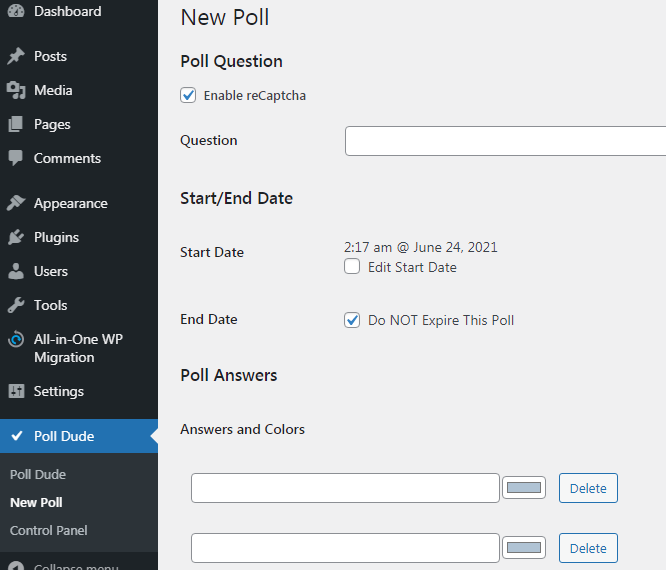 Dashboard
Posts
Media
Pages
Comments
Appearance
Plugins
Users
Tools
All-in-One WP
Migration
Settings
Poll Dude
Poll Dude
New Poll
Control Panel
Collapse menu
New Poll
Poll Question
Enable reCaptcha
Question
Start/End Date
Start Date
2:17 am @ June 24, 2021
Edit Start Date
End Date
Do NOT Expire This Poll
Poll Answers
Answers and Colors
Delete
Delete